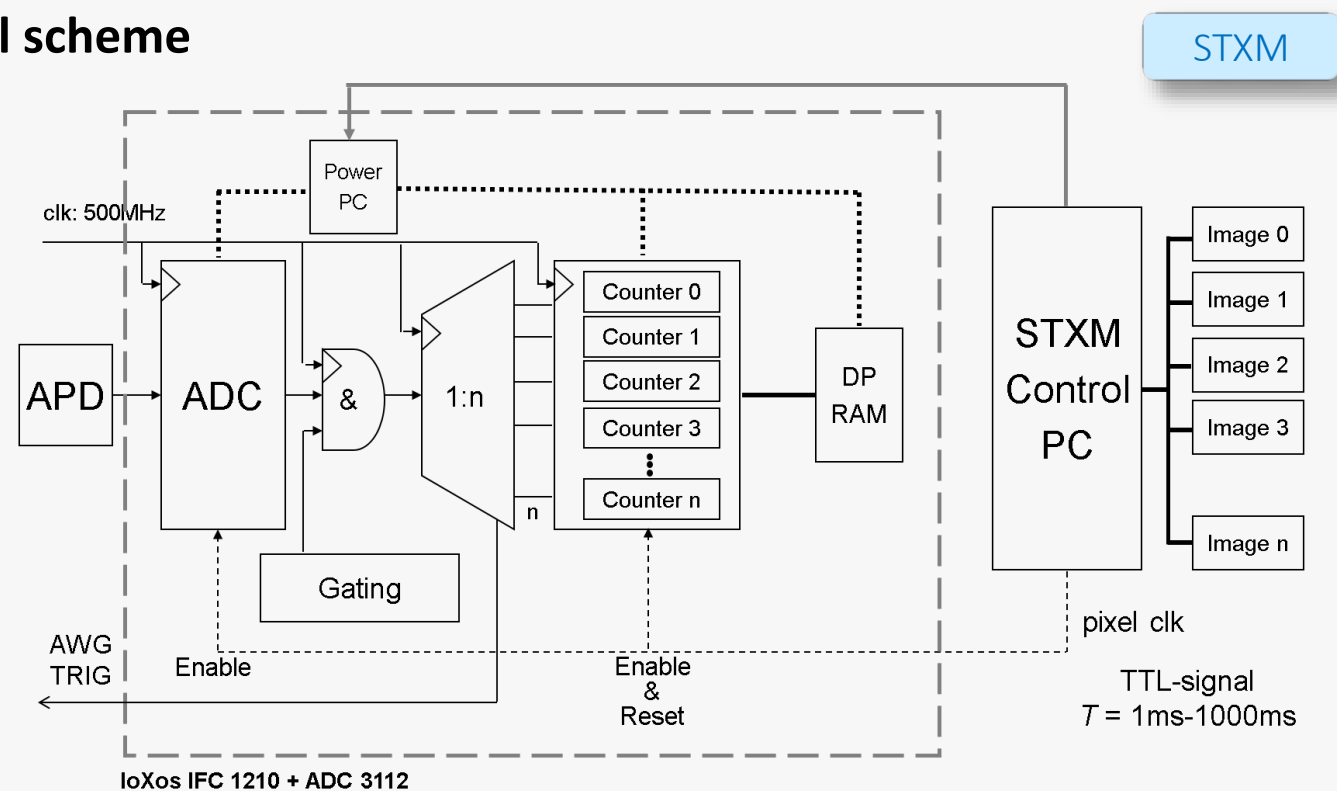 l scheme
STXM
Power
PC
clk: 500MHz
APD
ADC
&
1:n
n
Counter 0
Counter 1
Counter 2
Counter 3
Counter n
DP
RAM
STXM
Control
PC
Image 0
Image 1
Image 2
Image 3
Image n
Gating
AWG
TRIG
Enable
Enable
&
Reset
pixel clk
TTL-signal
T = 1ms-1000ms
IoXos IFC 1210 + ADC 3112